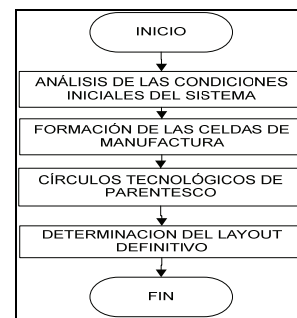 INICIO
ANÁLISIS DE LAS CONDICIONES
INICIALES DEL SISTEMA
FORMACIÓN DE LAS CELDAS DE
MANUFACTURA
CÍRCULOS TECNOLÓGICOS DE
PARENTESCO
DETERMINACION DEL LAYOUT
DEFINITIVO
FIN